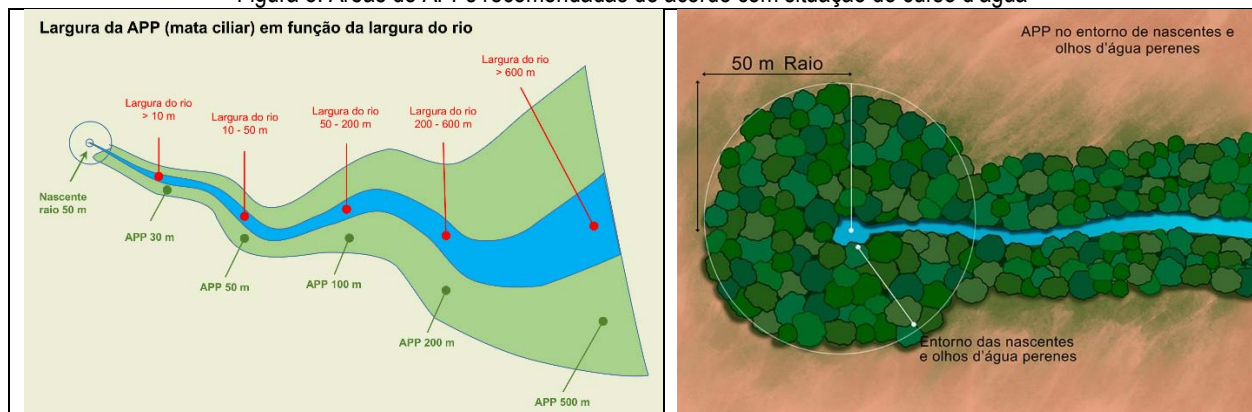 Figura 3. Áreas de APPs recomendadas de acordo com situação do curso d'água
Largura da APP (mata ciliar) em função da largura do rio
Largura do rio
> 10 m
Largura do rio
10 - 50 m
Largura do rio
50 - 200 m
Largura do rio
200 - 600 m
Largura do rio
> 600 m
Nascente
raio 50 m
APP 30 m
APP 50 m
APP 100 m
APP 200 m
APP 500 m
APP no entorno de nascentes e
olhos d'água perenes
50 m Raio
Entorno das nascentes
e olhos d'água perenes